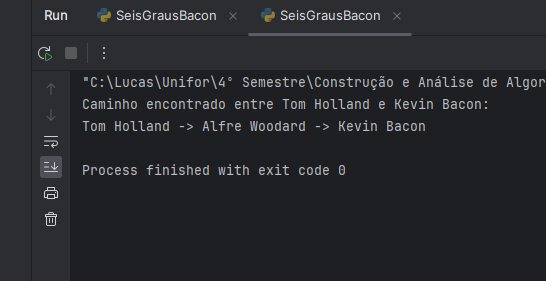 Run SeisGrausBacon × SeisGrausBacon ×
"C:\Lucas\Unifor\4° Semestre\Construção e Análise de Algor
Caminho encontrado entre Tom Holland e Kevin Bacon:
Tom Holland -> Alfre Woodard -> Kevin Bacon
Process finished with exit code 0